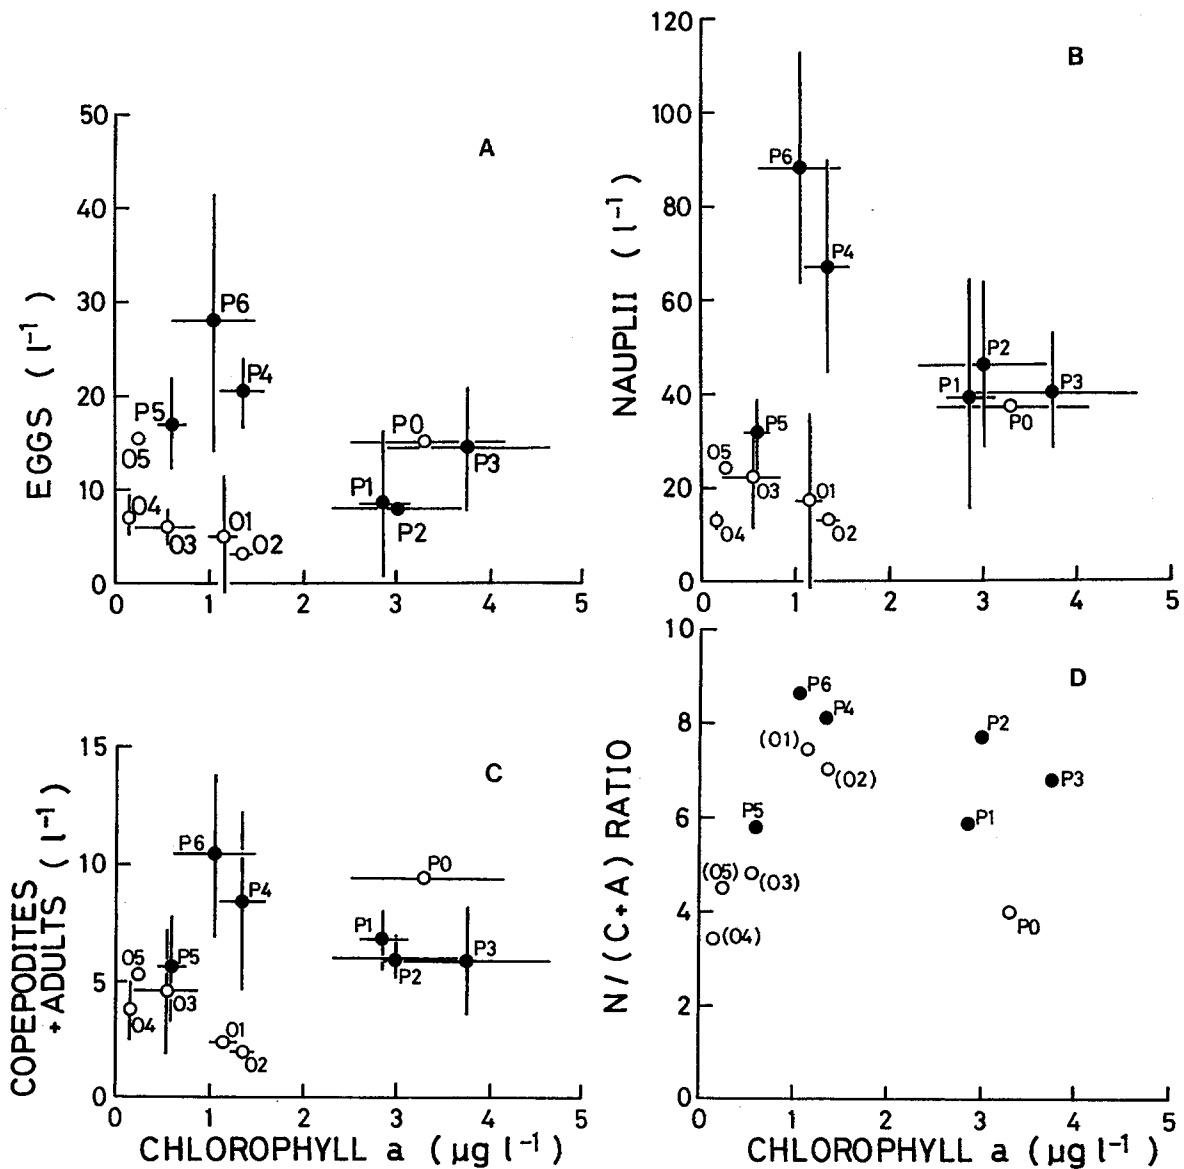 A
EGGS (l⁻¹)
50
40
30
20
10
0
P6
P4
P5
O5
O4
O3
O1
O2
P0
P3
P1
P2
0 1 3 4 5
B
NAUPLII (l⁻¹)
120
100
80
60
40
20
0
P6
P4
P2
P1
P3
P0
P5
O5
O3
O4
O1
O2
0 1 3 4 5
C
COPEPODITES
+ ADULTS (l⁻¹)
15
10
5
0
P6
P4
P0
P1
P2
P3
O5
P5
O3
O4
O1
O2
0 1 3 4 5
CHLOROPHYLL a (µg l⁻¹)
D
N/(C+A) RATIO
10
8
6
4
2
0
P6
P4
(O1)
(O2)
P2
P3
P5
P1
(O5)
(O3)
(O4)
P0
0 1 3 4 5
CHLOROPHYLL a (µg l⁻¹)